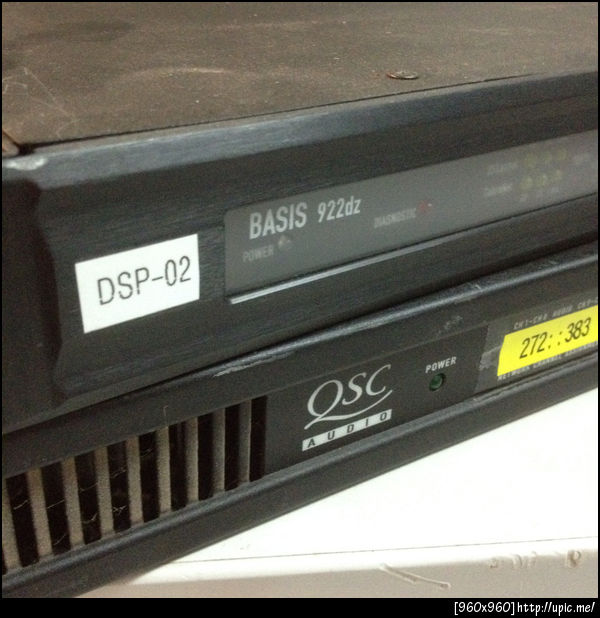 BASIS 922dz
POWER
DIAGNOSTIC
DSP-02
272::383
POWER
QSC
AUDIO
[960x960]http://upic.me/